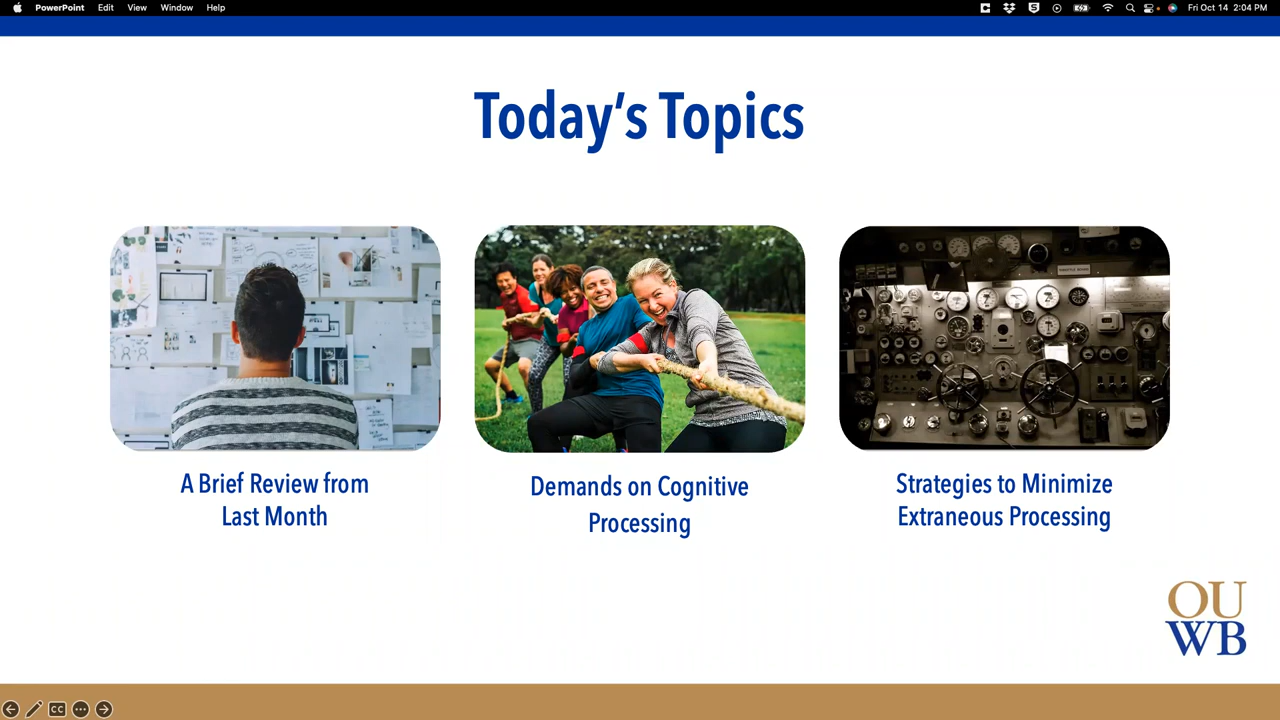 PowerPoint Edit View Window Help Fri Oct 14 2:04 PM
Today's Topics
A Brief Review from
Last Month
Demands on Cognitive
Processing
Strategies to Minimize
Extraneous Processing
OU
WB
CC